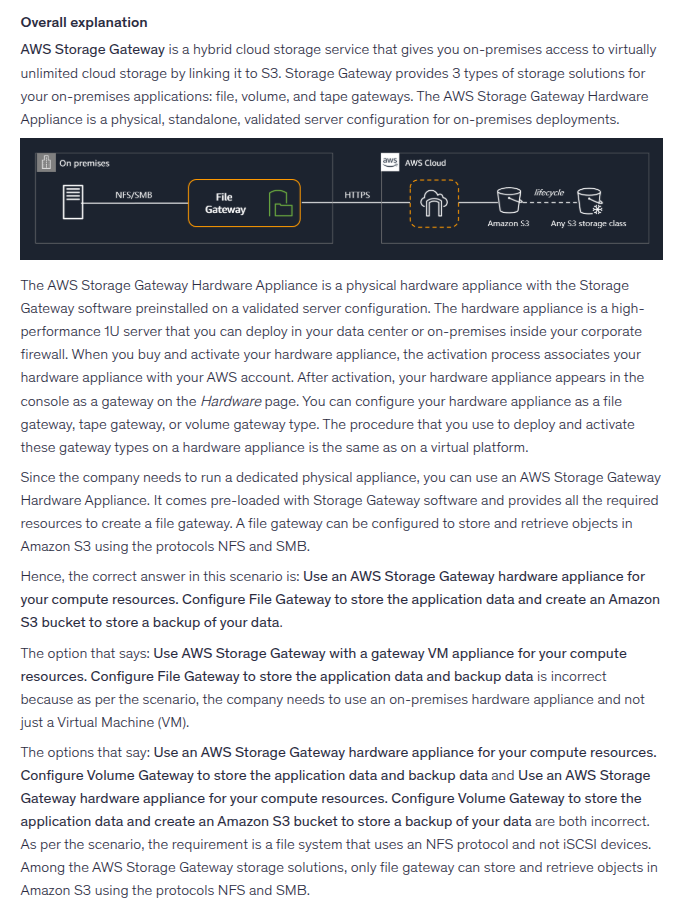 Overall explanation
AWS Storage Gateway is a hybrid cloud storage service that gives you on-premises access to virtually
unlimited cloud storage by linking it to S3. Storage Gateway provides 3 types of storage solutions for
your on-premises applications: file, volume, and tape gateways. The AWS Storage Gateway Hardware
Appliance is a physical, standalone, validated server configuration for on-premises deployments.
On premises
aws AWS Cloud
NFS/SMB
File
Gateway
HTTPS
lifecycle
Amazon S3
Any S3 storage class
The AWS Storage Gateway Hardware Appliance is a physical hardware appliance with the Storage
Gateway software preinstalled on a validated server configuration. The hardware appliance is a high-
performance 1U server that you can deploy in your data center or on-premises inside your corporate
firewall. When you buy and activate your hardware appliance, the activation process associates your
hardware appliance with your AWS account. After activation, your hardware appliance appears in the
console as a gateway on the Hardware page. You can configure your hardware appliance as a file
gateway, tape gateway, or volume gateway type. The procedure that you use to deploy and activate
these gateway types on a hardware appliance is the same as on a virtual platform.
Since the company needs to run a dedicated physical appliance, you can use an AWS Storage Gateway
Hardware Appliance. It comes pre-loaded with Storage Gateway software and provides all the required
resources to create a file gateway. A file gateway can be configured to store and retrieve objects in
Amazon S3 using the protocols NFS and SMB.
Hence, the correct answer in this scenario is: Use an AWS Storage Gateway hardware appliance for
your compute resources. Configure File Gateway to store the application data and create an Amazon
S3 bucket to store a backup of your data.
The option that says: Use AWS Storage Gateway with a gateway VM appliance for your compute
resources. Configure File Gateway to store the application data and backup data is incorrect
because as per the scenario, the company needs to use an on-premises hardware appliance and not
just a Virtual Machine (VM).
The options that say: Use an AWS Storage Gateway hardware appliance for your compute resources.
Configure Volume Gateway to store the application data and backup data and Use an AWS Storage
Gateway hardware appliance for your compute resources. Configure Volume Gateway to store the
application data and create an Amazon S3 bucket to store a backup of your data are both incorrect.
As per the scenario, the requirement is a file system that uses an NFS protocol and not iSCSI devices.
Among the AWS Storage Gateway storage solutions, only file gateway can store and retrieve objects in
Amazon S3 using the protocols NFS and SMB.